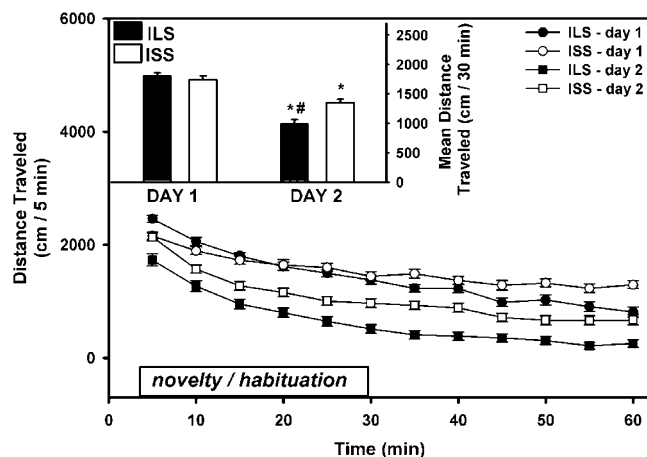 6000
4000
2000
0
Distance Traveled
(cm / 5 min)
ILS
ISS
2500
2000
1500
1000
500
0
Mean Distance
Traveled (cm / 30 min)
*#
*
DAY 1
DAY 2
ILS - day 1
ISS - day 1
ILS - day 2
ISS - day 2
novelty / habituation
0
10
20
30
40
50
60
Time (min)